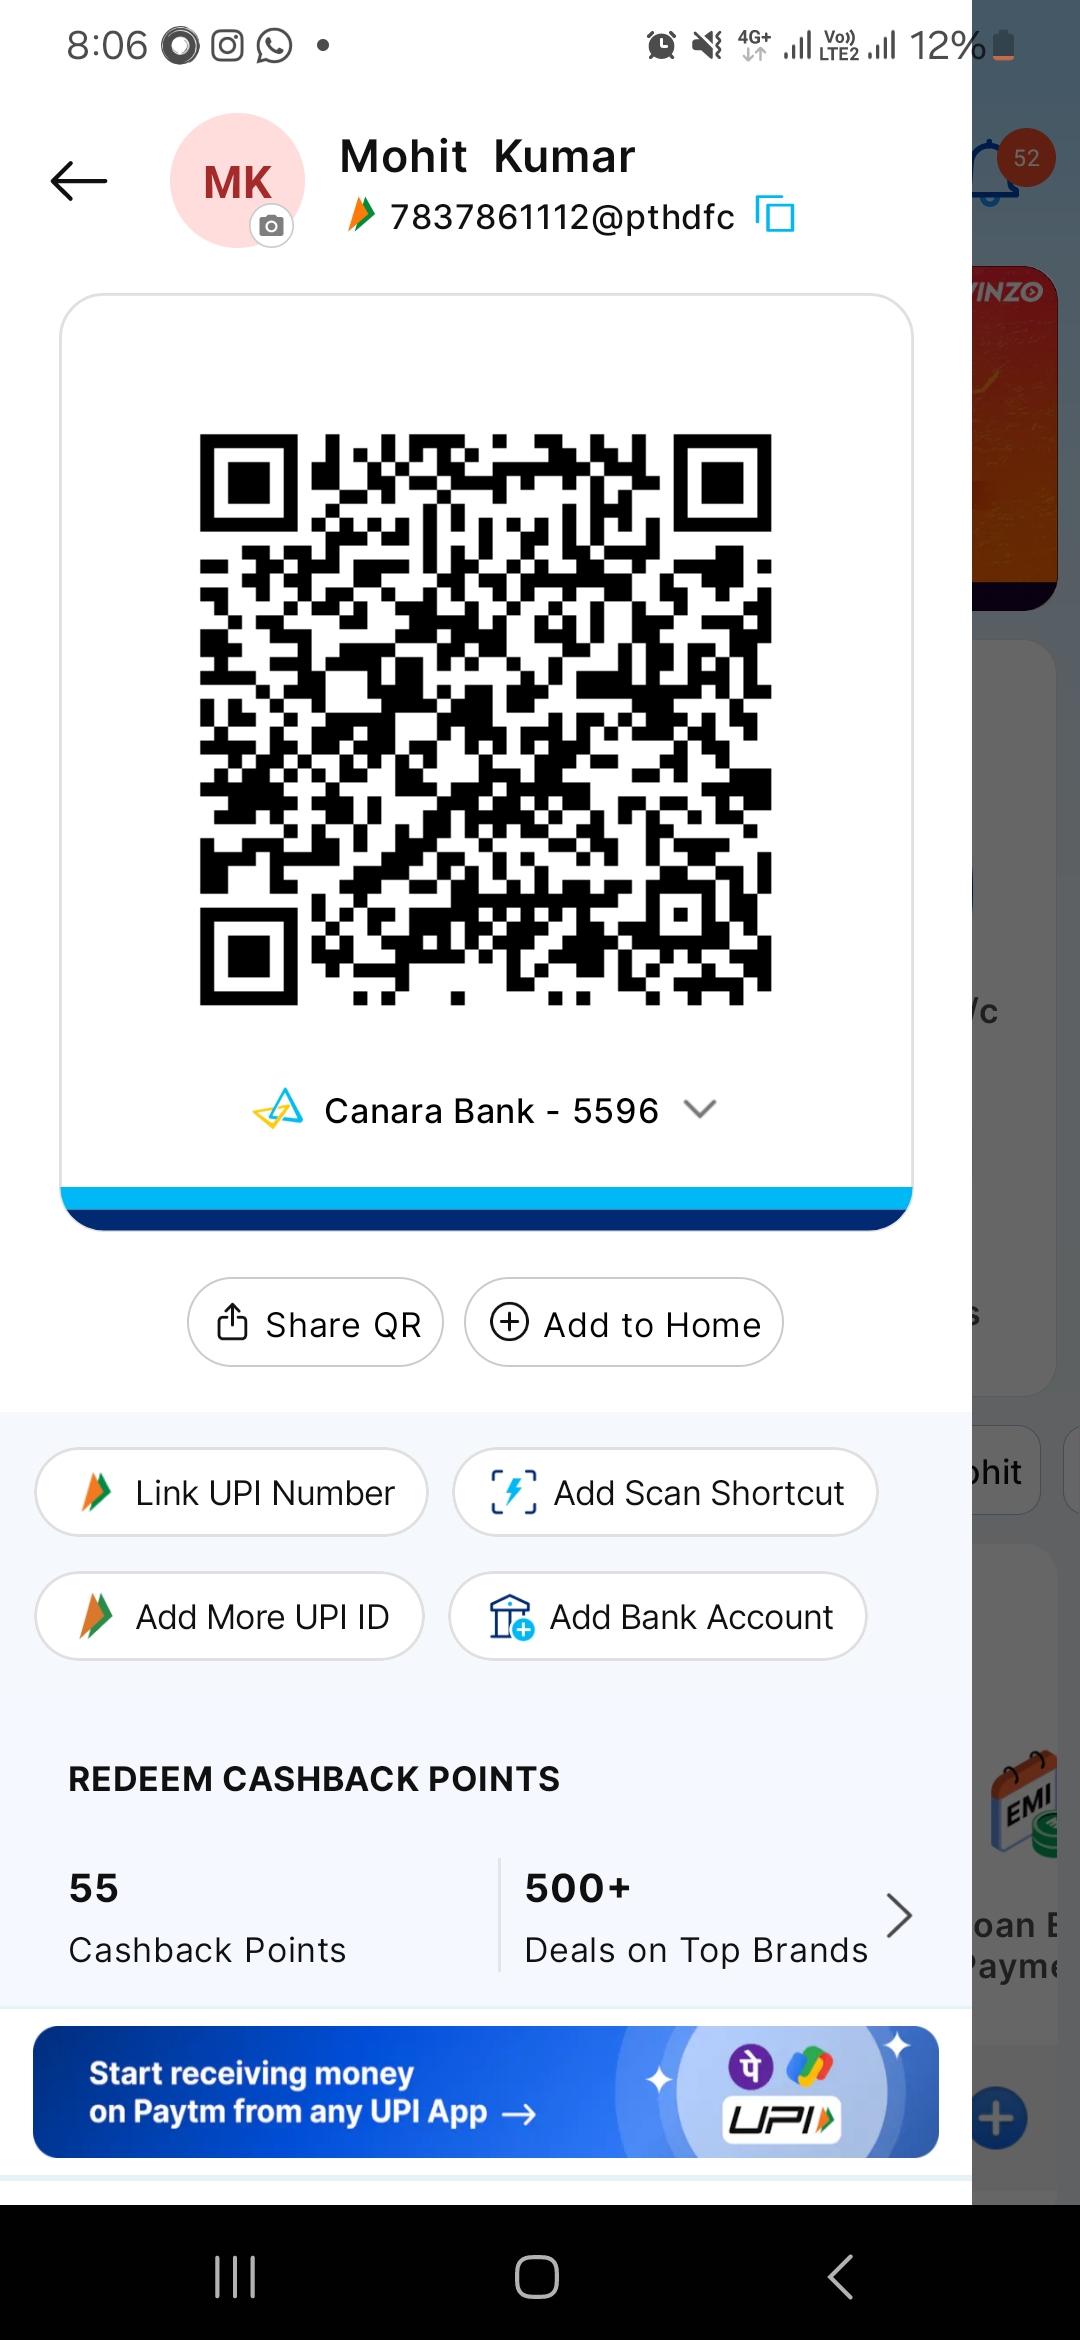 8:06
4G+ Vo)) LTE2 12%
52
MK
Mohit Kumar
7837861112@pthdfc
INZO
/c
Canara Bank - 5596
s
Share QR
Add to Home
Link UPI Number
Add Scan Shortcut
ohit
Add More UPI ID
Add Bank Account
REDEEM CASHBACK POINTS
EMI
55
500+
Cashback Points
Deals on Top Brands
oan E
Payme
Start receiving money
on Paytm from any UPI App →
पे
UPI